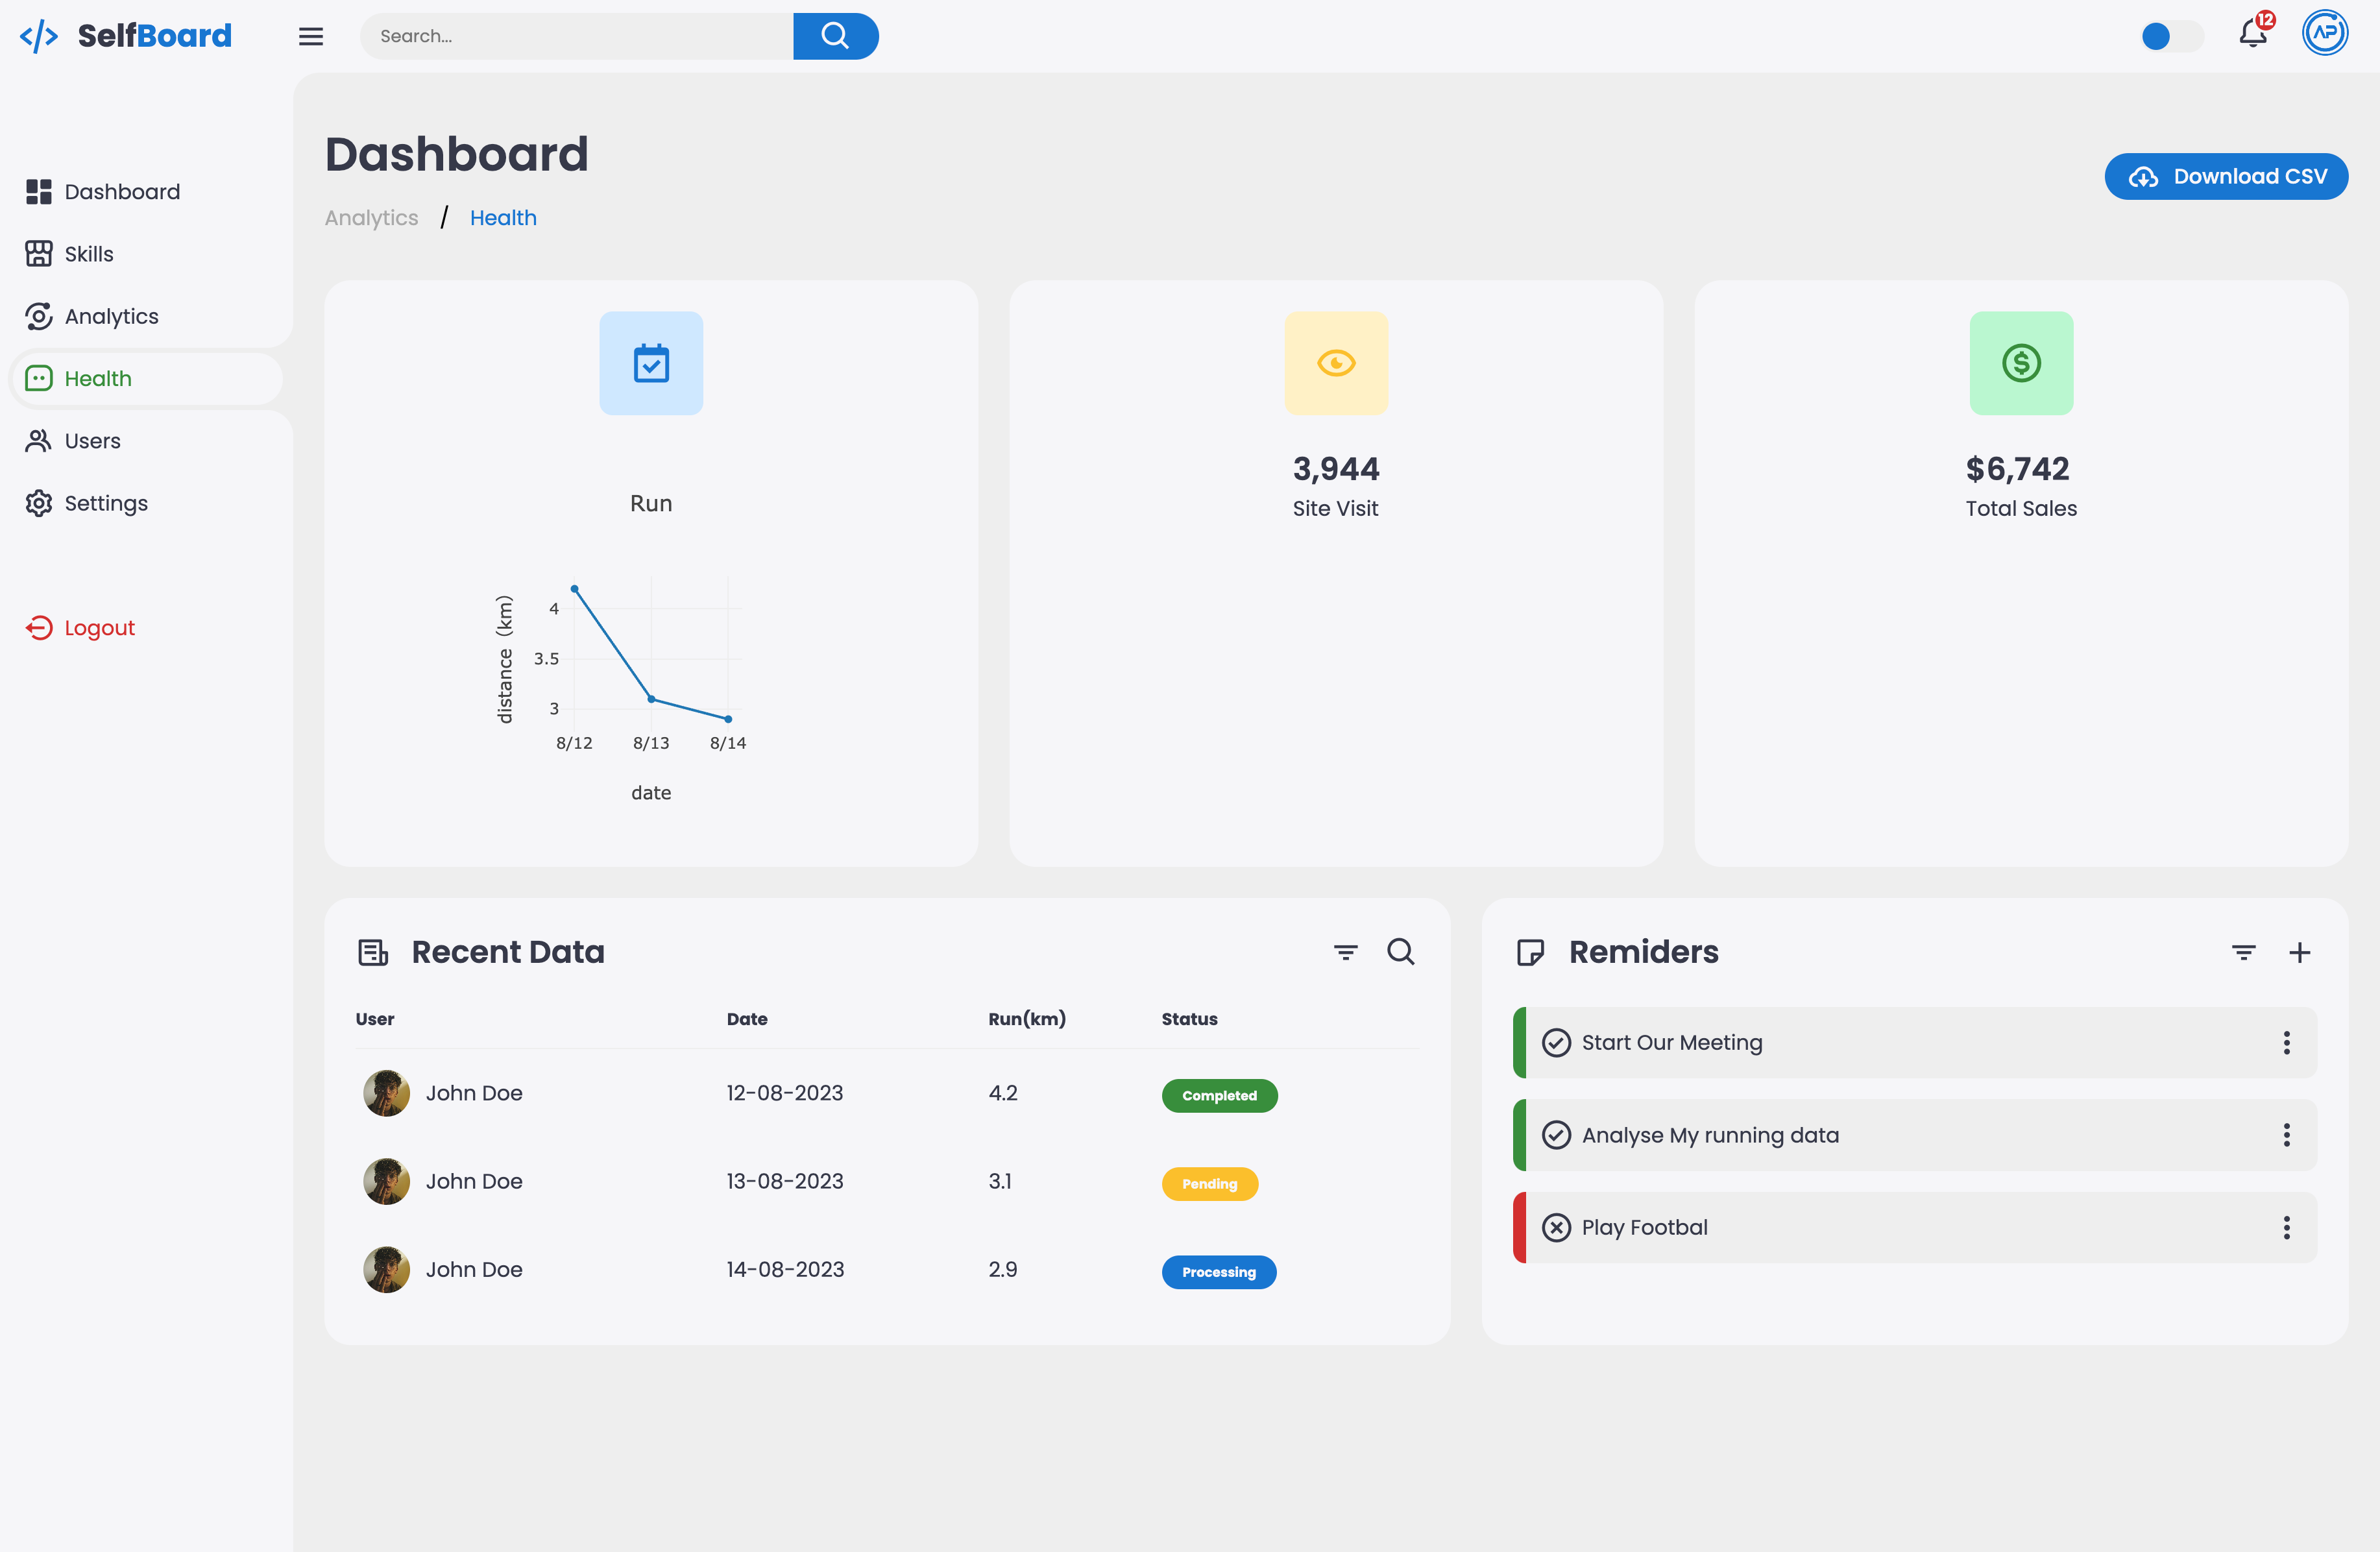 SelfBoard
Search...
12
AP
Dashboard
Skills
Analytics
Health
Users
Settings
Logout
Dashboard
Analytics / Health
Download CSV
Run
distance (km)
4
3.5
3
8/12 8/13 8/14
date
3,944
Site Visit
$6,742
Total Sales
Recent Data
User Date Run(km) Status
John Doe 12-08-2023 4.2 Completed
John Doe 13-08-2023 3.1 Pending
John Doe 14-08-2023 2.9 Processing
Remiders
Start Our Meeting
Analyse My running data
Play Footbal